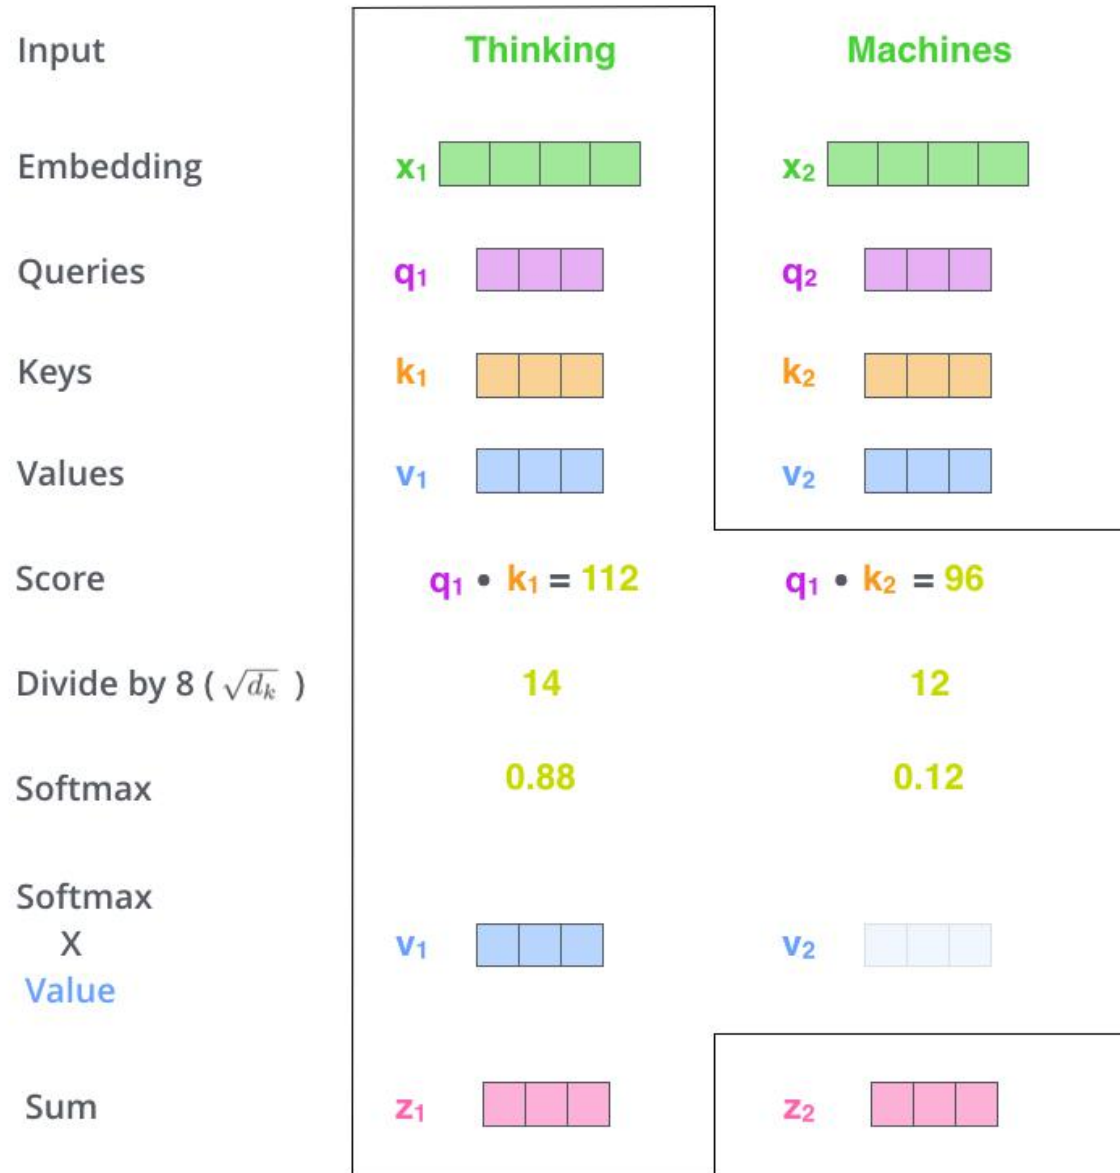 Input Thinking Machines
Embedding x₁ x₂
Queries q₁ q₂
Keys k₁ k₂
Values v₁ v₂
Score q₁ • k₁ = 112 q₁ • k₂ = 96
Divide by 8 ( √dₖ ) 14 12
Softmax 0.88 0.12
Softmax
X v₁ v₂
Value
Sum z₁ z₂